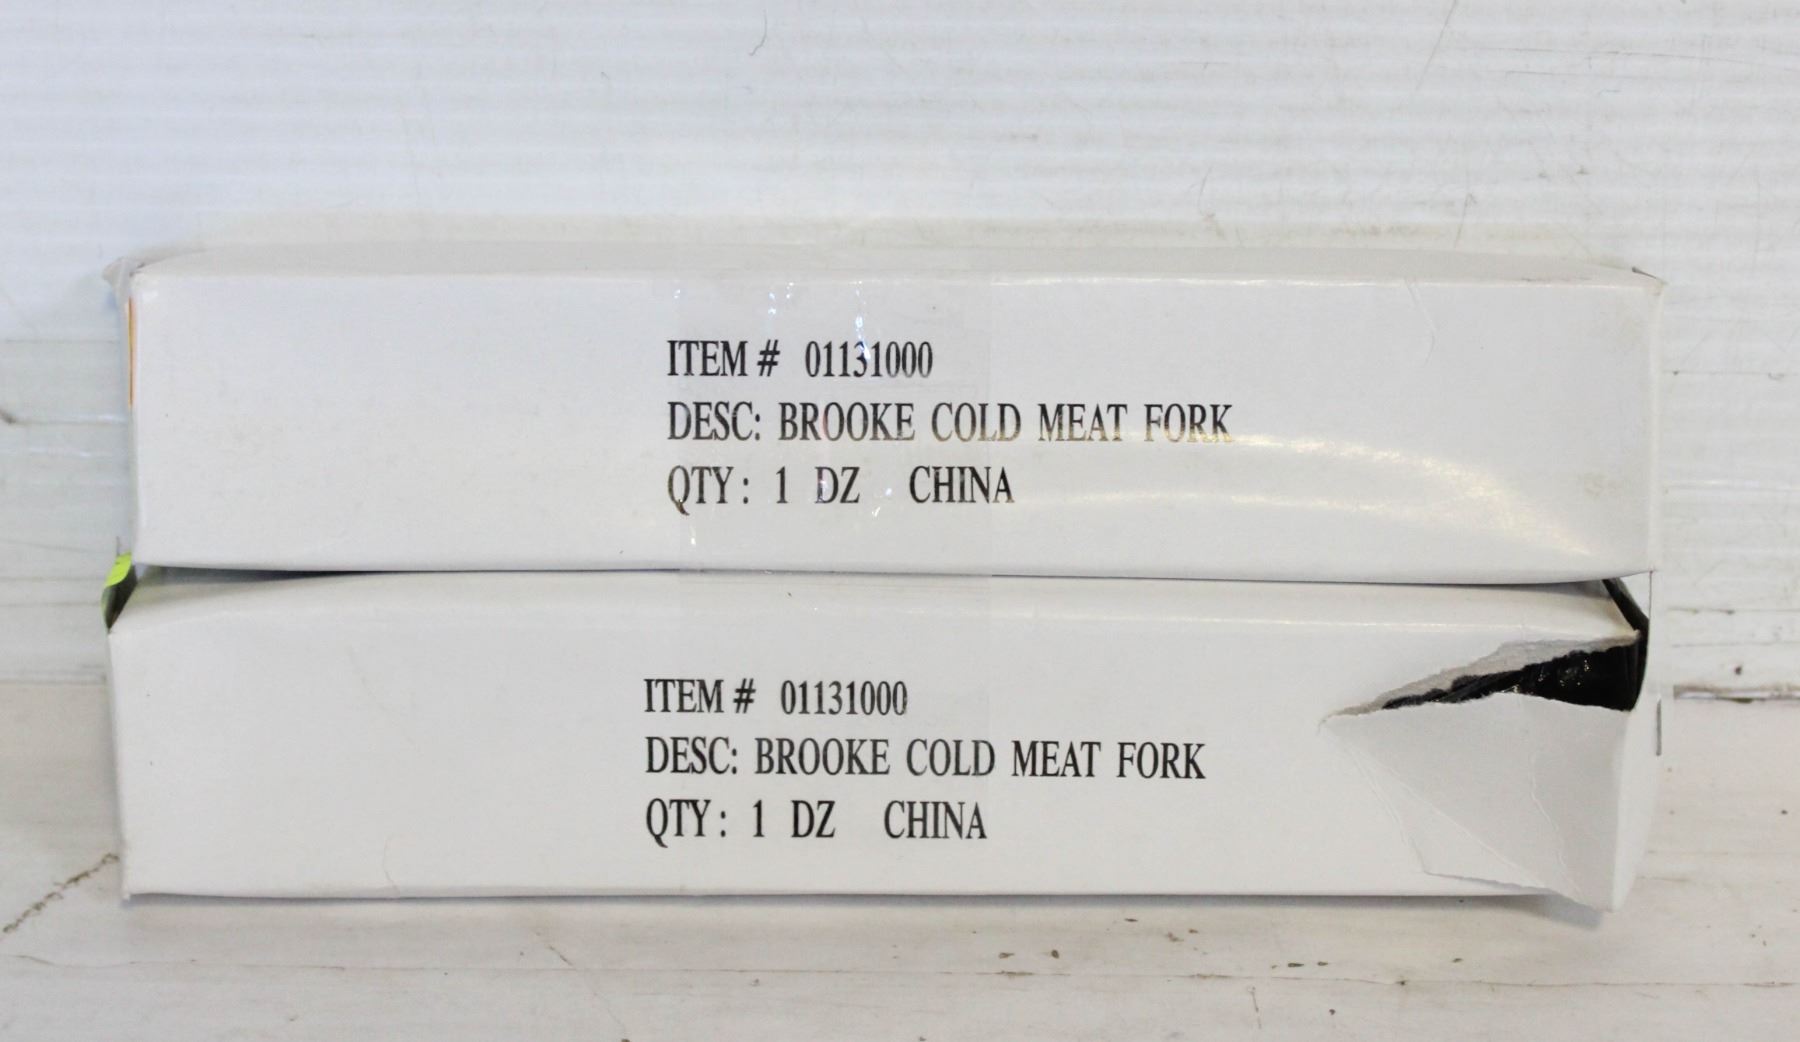 ITEM # 01131000
DESC: BROOKE COLD MEAT FORK
QTY: 1 DZ CHINA
ITEM # 01131000
DESC: BROOKE COLD MEAT FORK
QTY: 1 DZ CHINA